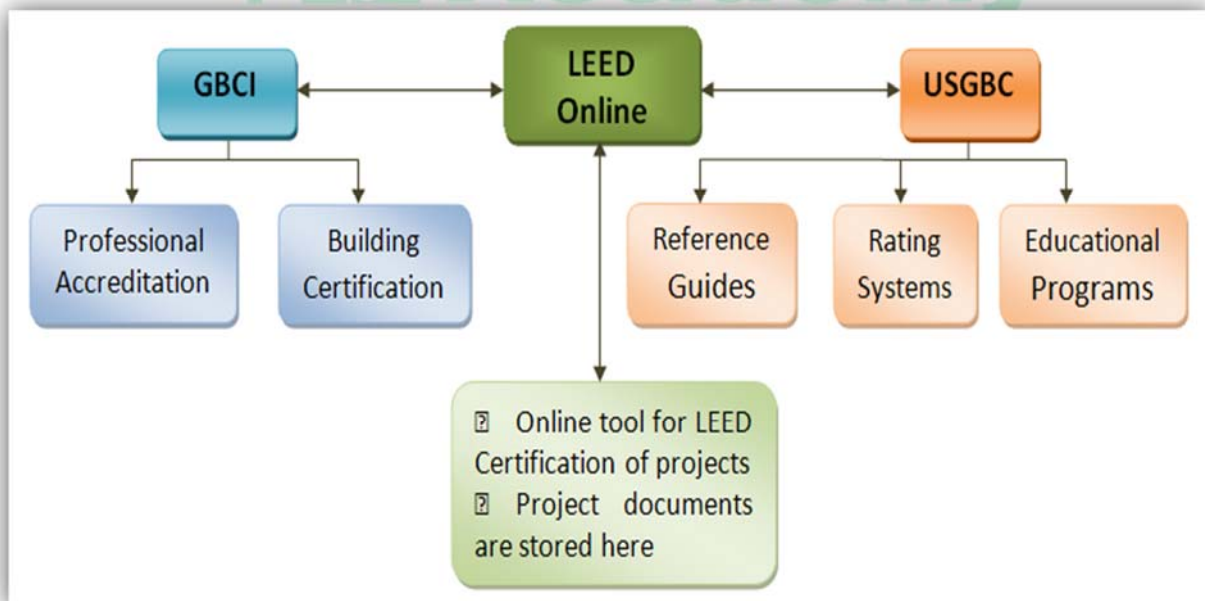 GBCI
LEED
Online
USGBC
Professional
Accreditation
Building
Certification
Reference
Guides
Rating
Systems
Educational
Programs
⍰ Online tool for LEED
Certification of projects
⍰ Project documents
are stored here